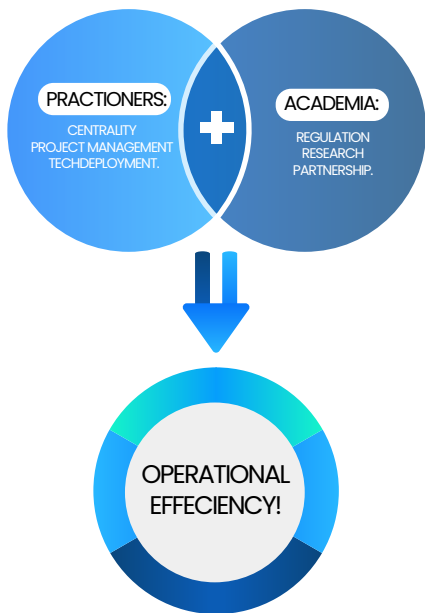 PRACTIONERS:
CENTRALITY
PROJECT MANAGEMENT
TECHDEPLOYMENT.
ACADEMIA:
REGULATION
RESEARCH
PARTNERSHIP.
OPERATIONAL
EFFECIENCY!